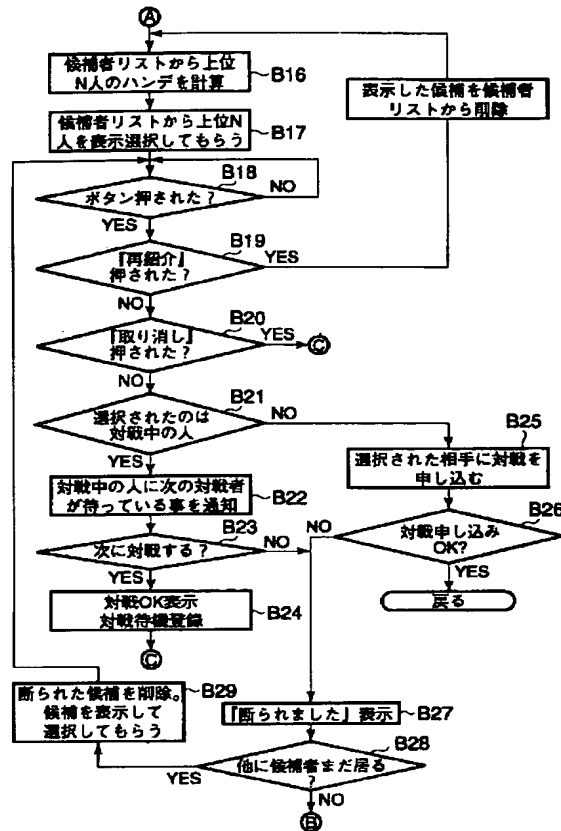 A
候補者リストから上位
N人のハンデを計算
B16
表示した候補を候補者
リストから削除
候補者リストから上位N
人を表示選択してもらう
B17
B18
ボタン押された?
NO
YES
B19
『再紹介』
押された?
YES
NO
B20
『取り消し』
押された?
YES
C
NO
B21
選択されたのは
対戦中の人
NO
YES
B25
選択された相手に対戦を
申し込む
対戦中の人に次の対戦者
が待っている事を通知
B22
B26
対戦申し込み
OK?
NO
YES
戻る
B23
次に対戦する?
NO
YES
対戦OK表示
対戦待機登録
B24
C
断られた候補を削除。
候補を表示して
選択してもらう
B29
『断られました』表示
B27
B28
他に候補者まだ居る
?
YES
NO
B